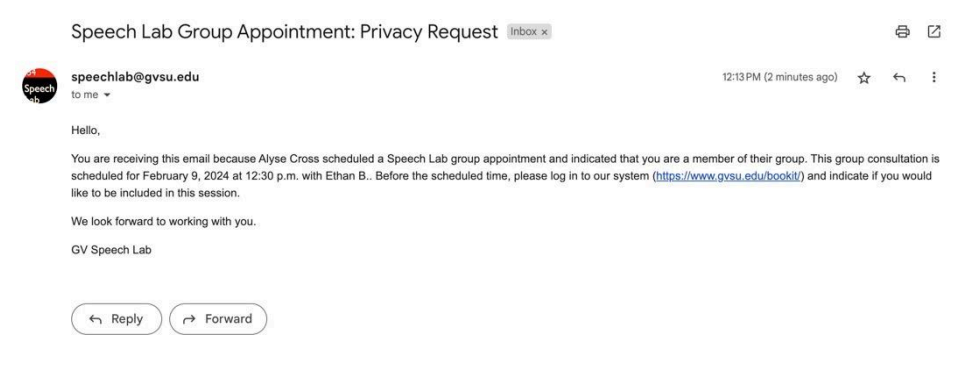 Speech Lab Group Appointment: Privacy Request Inbox ×
Speech
speechlab@gvsu.edu 12:13 PM (2 minutes ago)
to me
Hello,
You are receiving this email because Alyse Cross scheduled a Speech Lab group appointment and indicated that you are a member of their group. This group consultation is
scheduled for February 9, 2024 at 12:30 p.m. with Ethan B.. Before the scheduled time, please log in to our system (https://www.gvsu.edu/bookit/) and indicate if you would
like to be included in this session.
We look forward to working with you.
GV Speech Lab
Reply Forward